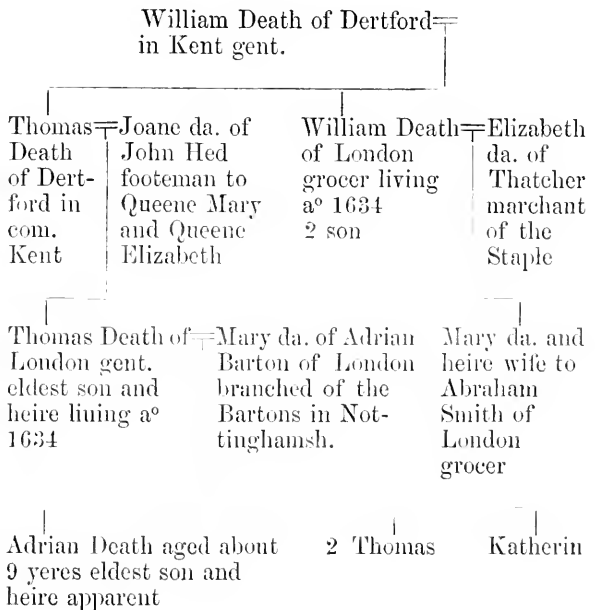 William Death of Dertford
in Kent gent.
Thomas
Death
of Dert-
ford in
com.
Kent
Joane da. of
John Hed
footeman to
Queene Mary
and Queene
Elizabeth
William Death
of London
grocer living
aº 1634
2 son
Elizabeth
da. of
Thatcher
marchant
of the
Staple
Thomas Death of
London gent.
eldest son and
heire liuing aº
1634
Mary da. of Adrian
Barton of London
branched of the
Bartons in Not-
tinghamsh.
Mary da. and
heire wife to
Abraham
Smith of
London
grocer
Adrian Death aged about
9 yeres eldest son and
heire apparent
2 Thomas
Katherin